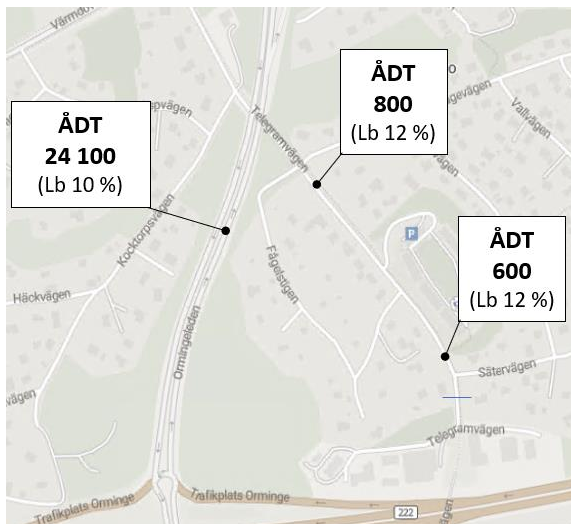 Värmdö
ÅDT
800
(Lb 12 %)
ÅDT
24 100
(Lb 10 %)
Telegramvägen
Vallvägen
Kocktorpsvägen
P
ÅDT
600
(Lb 12 %)
Fågelstigen
Häckvägen
Ormingeleden
Sätervägen
Telegramvägen
Trafikplats Orminge
Trafikplats Orminge
222